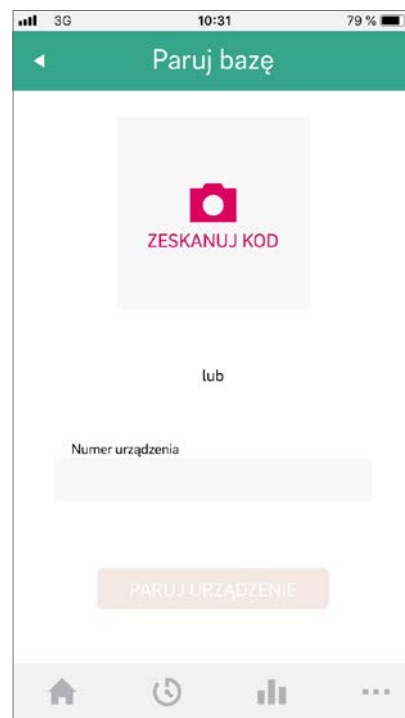 3G 10:31 79 %
Paruj bazę
ZESKANUJ KOD
lub
Numer urządzenia
PARUJ URZĄDZENIE